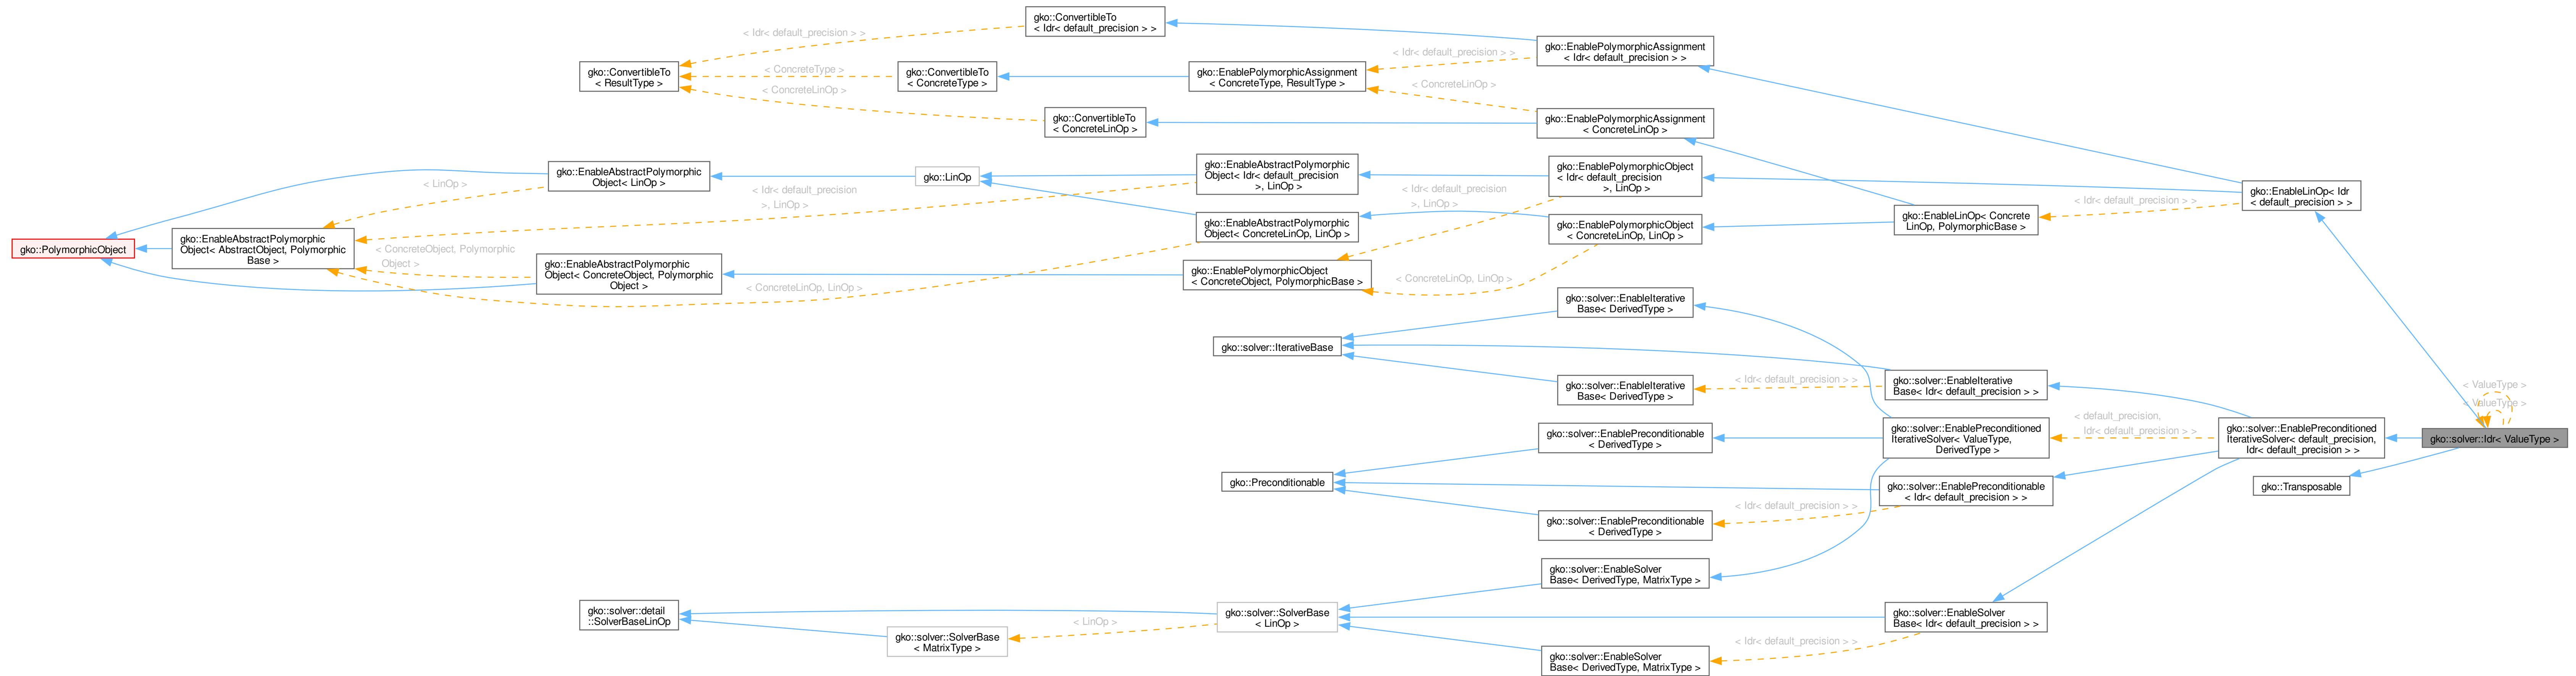 gko::ConvertibleTo
< Idr< default_precision > >
< Idr< default_precision > >
gko::EnablePolymorphicAssignment
< Idr< default_precision > >
< Idr< default_precision > >
gko::ConvertibleTo
< ResultType >
< ConcreteType >
gko::ConvertibleTo
< ConcreteType >
gko::EnablePolymorphicAssignment
< ConcreteType, ResultType >
< ConcreteLinOp >
< ConcreteLinOp >
gko::ConvertibleTo
< ConcreteLinOp >
gko::EnablePolymorphicAssignment
< ConcreteLinOp >
gko::EnableAbstractPolymorphic
Object< LinOp >
gko::LinOp
gko::EnableAbstractPolymorphic
Object< Idr< default_precision
>, LinOp >
gko::EnablePolymorphicObject
< Idr< default_precision
>, LinOp >
< LinOp >
< Idr< default_precision
>, LinOp >
< Idr< default_precision
>, LinOp >
gko::EnableLinOp< Idr
< default_precision > >
< Idr< default_precision > >
gko::EnableLinOp< Concrete
LinOp, PolymorphicBase >
gko::EnableAbstractPolymorphic
Object< ConcreteLinOp, LinOp >
gko::EnablePolymorphicObject
< ConcreteLinOp, LinOp >
gko::PolymorphicObject
gko::EnableAbstractPolymorphic
Object< AbstractObject, Polymorphic
Base >
< ConcreteObject, Polymorphic
Object >
gko::EnableAbstractPolymorphic
Object< ConcreteObject, Polymorphic
Object >
< ConcreteLinOp, LinOp >
gko::EnablePolymorphicObject
< ConcreteObject, PolymorphicBase >
< ConcreteLinOp, LinOp >
gko::solver::EnableIterative
Base< DerivedType >
gko::solver::IterativeBase
gko::solver::EnableIterative
Base< DerivedType >
< Idr< default_precision > >
gko::solver::EnableIterative
Base< Idr< default_precision > >
< ValueType >
< ValueType >
gko::solver::EnablePreconditionable
< DerivedType >
gko::solver::EnablePreconditioned
IterativeSolver< ValueType,
DerivedType >
< default_precision,
Idr< default_precision > >
gko::solver::EnablePreconditioned
IterativeSolver< default_precision,
Idr< default_precision > >
gko::solver::Idr< ValueType >
gko::Preconditionable
gko::solver::EnablePreconditionable
< Idr< default_precision > >
gko::Transposable
< Idr< default_precision > >
gko::solver::EnablePreconditionable
< DerivedType >
gko::solver::EnableSolver
Base< DerivedType, MatrixType >
gko::solver::detail
::SolverBaseLinOp
gko::solver::SolverBase
< MatrixType >
< LinOp >
gko::solver::SolverBase
< LinOp >
gko::solver::EnableSolver
Base< Idr< default_precision > >
< Idr< default_precision > >
gko::solver::EnableSolver
Base< DerivedType, MatrixType >